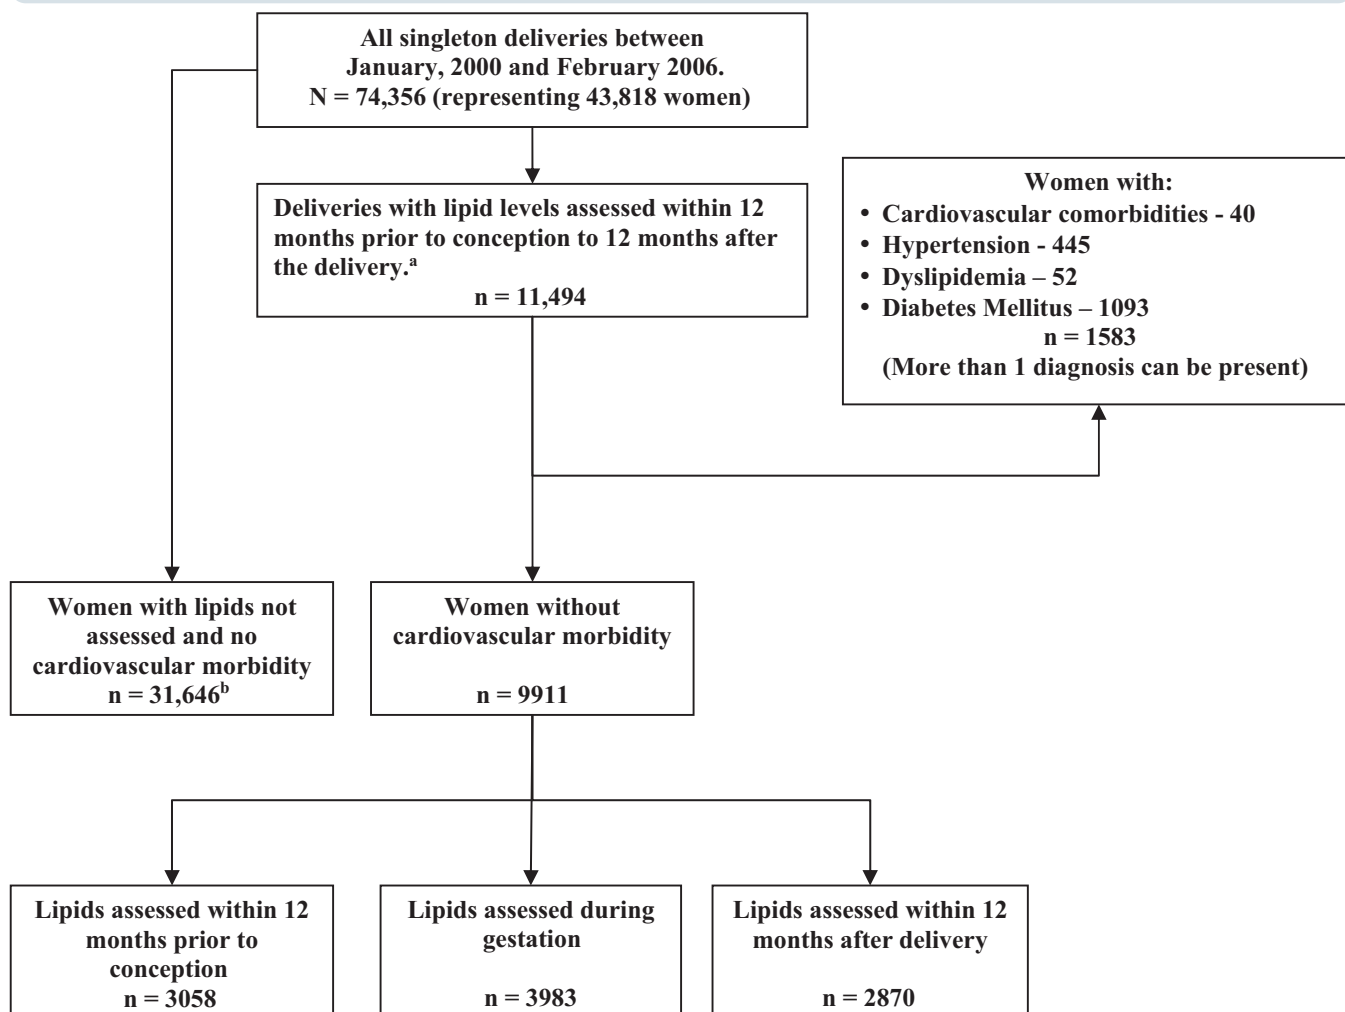 All singleton deliveries between
January, 2000 and February 2006.
N = 74,356 (representing 43,818 women)
Deliveries with lipid levels assessed within 12
months prior to conception to 12 months after
the delivery.ᵃ
n = 11,494
Women with:
• Cardiovascular comorbidities - 40
• Hypertension - 445
• Dyslipidemia – 52
• Diabetes Mellitus – 1093
n = 1583
(More than 1 diagnosis can be present)
Women with lipids not
assessed and no
cardiovascular morbidity
n = 31,646ᵇ
Women without
cardiovascular morbidity
n = 9911
Lipids assessed within 12
months prior to
conception
n = 3058
Lipids assessed during
gestation
n = 3983
Lipids assessed within 12
months after delivery
n = 2870